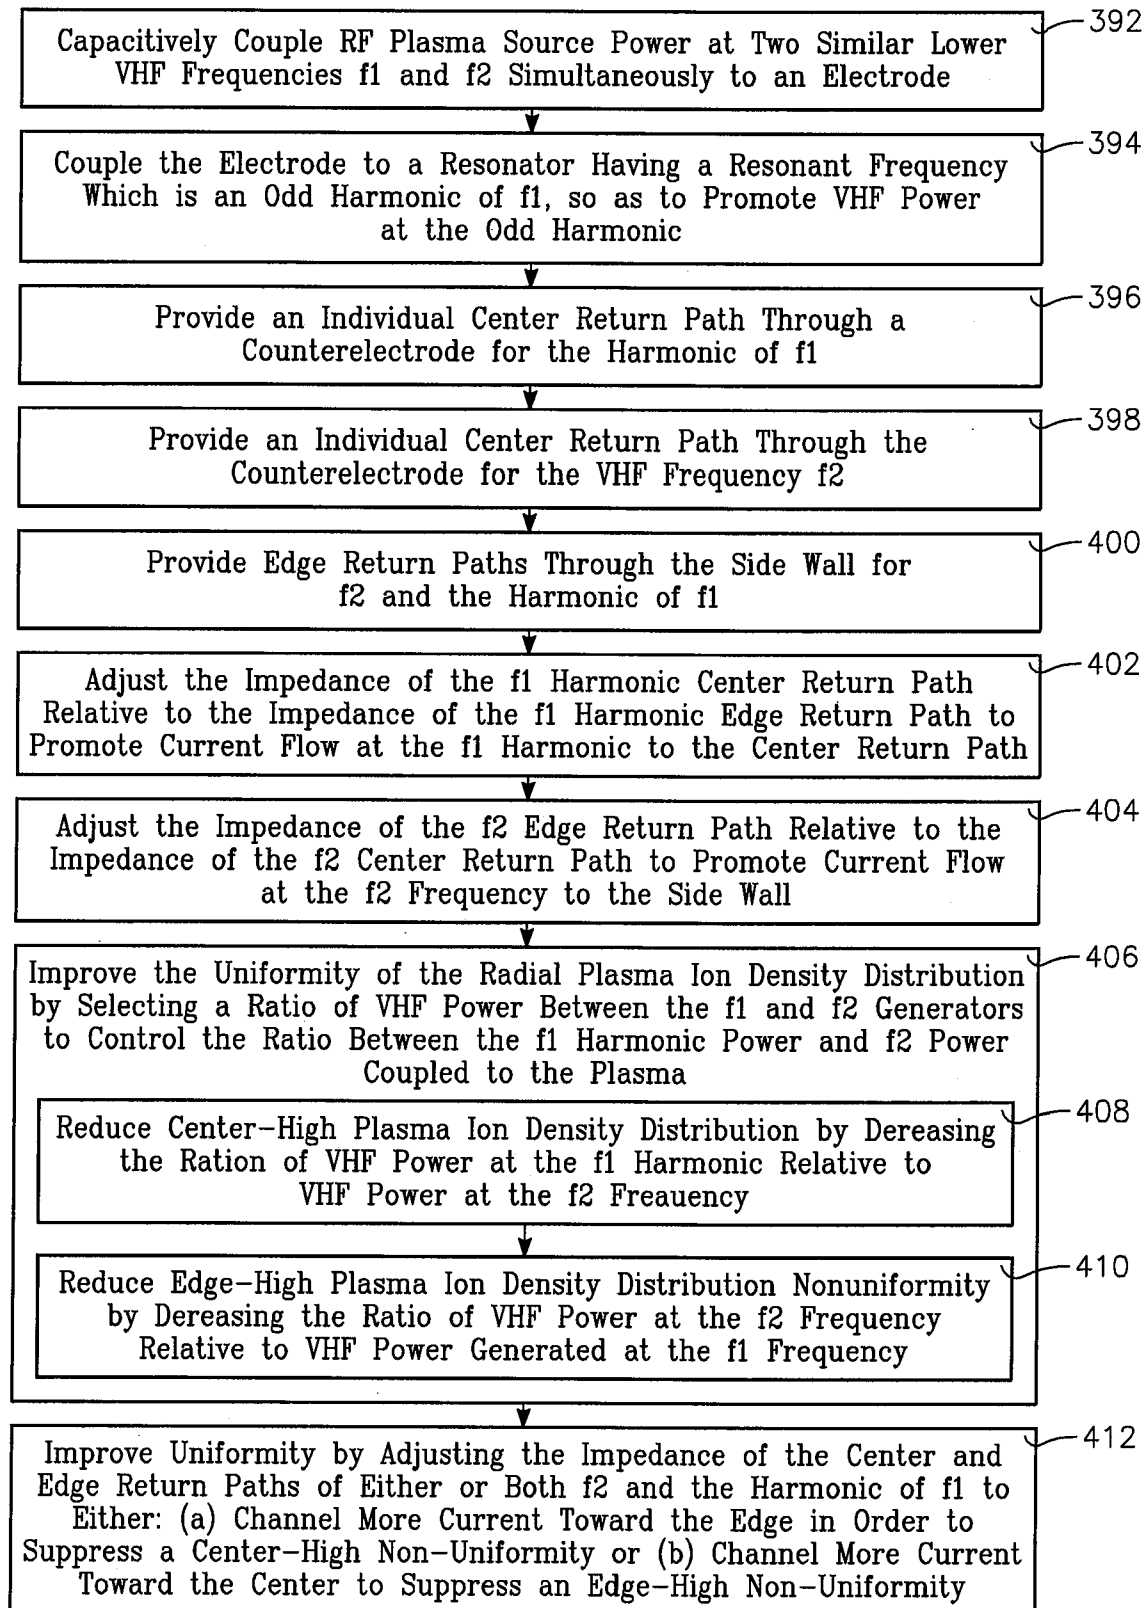 Capacitively Couple RF Plasma Source Power at Two Similar Lower
VHF Frequencies f1 and f2 Simultaneously to an Electrode
392
Couple the Electrode to a Resonator Having a Resonant Frequency
Which is an Odd Harmonic of f1, so as to Promote VHF Power
at the Odd Harmonic
394
Provide an Individual Center Return Path Through a
Counterelectrode for the Harmonic of f1
396
Provide an Individual Center Return Path Through the
Counterelectrode for the VHF Frequency f2
398
Provide Edge Return Paths Through the Side Wall for
f2 and the Harmonic of f1
400
Adjust the Impedance of the f1 Harmonic Center Return Path
Relative to the Impedance of the f1 Harmonic Edge Return Path to
Promote Current Flow at the f1 Harmonic to the Center Return Path
402
Adjust the Impedance of the f2 Edge Return Path Relative to the
Impedance of the f2 Center Return Path to Promote Current Flow
at the f2 Frequency to the Side Wall
404
Improve the Uniformity of the Radial Plasma Ion Density Distribution
by Selecting a Ratio of VHF Power Between the f1 and f2 Generators
to Control the Ratio Between the f1 Harmonic Power and f2 Power
Coupled to the Plasma
406
Reduce Center-High Plasma Ion Density Distribution by Dereasing
the Ration of VHF Power at the f1 Harmonic Relative to
VHF Power at the f2 Freauency
408
Reduce Edge-High Plasma Ion Density Distribution Nonuniformity
by Dereasing the Ratio of VHF Power at the f2 Frequency
Relative to VHF Power Generated at the f1 Frequency
410
Improve Uniformity by Adjusting the Impedance of the Center and
Edge Return Paths of Either or Both f2 and the Harmonic of f1 to
Either: (a) Channel More Current Toward the Edge in Order to
Suppress a Center-High Non-Uniformity or (b) Channel More Current
Toward the Center to Suppress an Edge-High Non-Uniformity
412